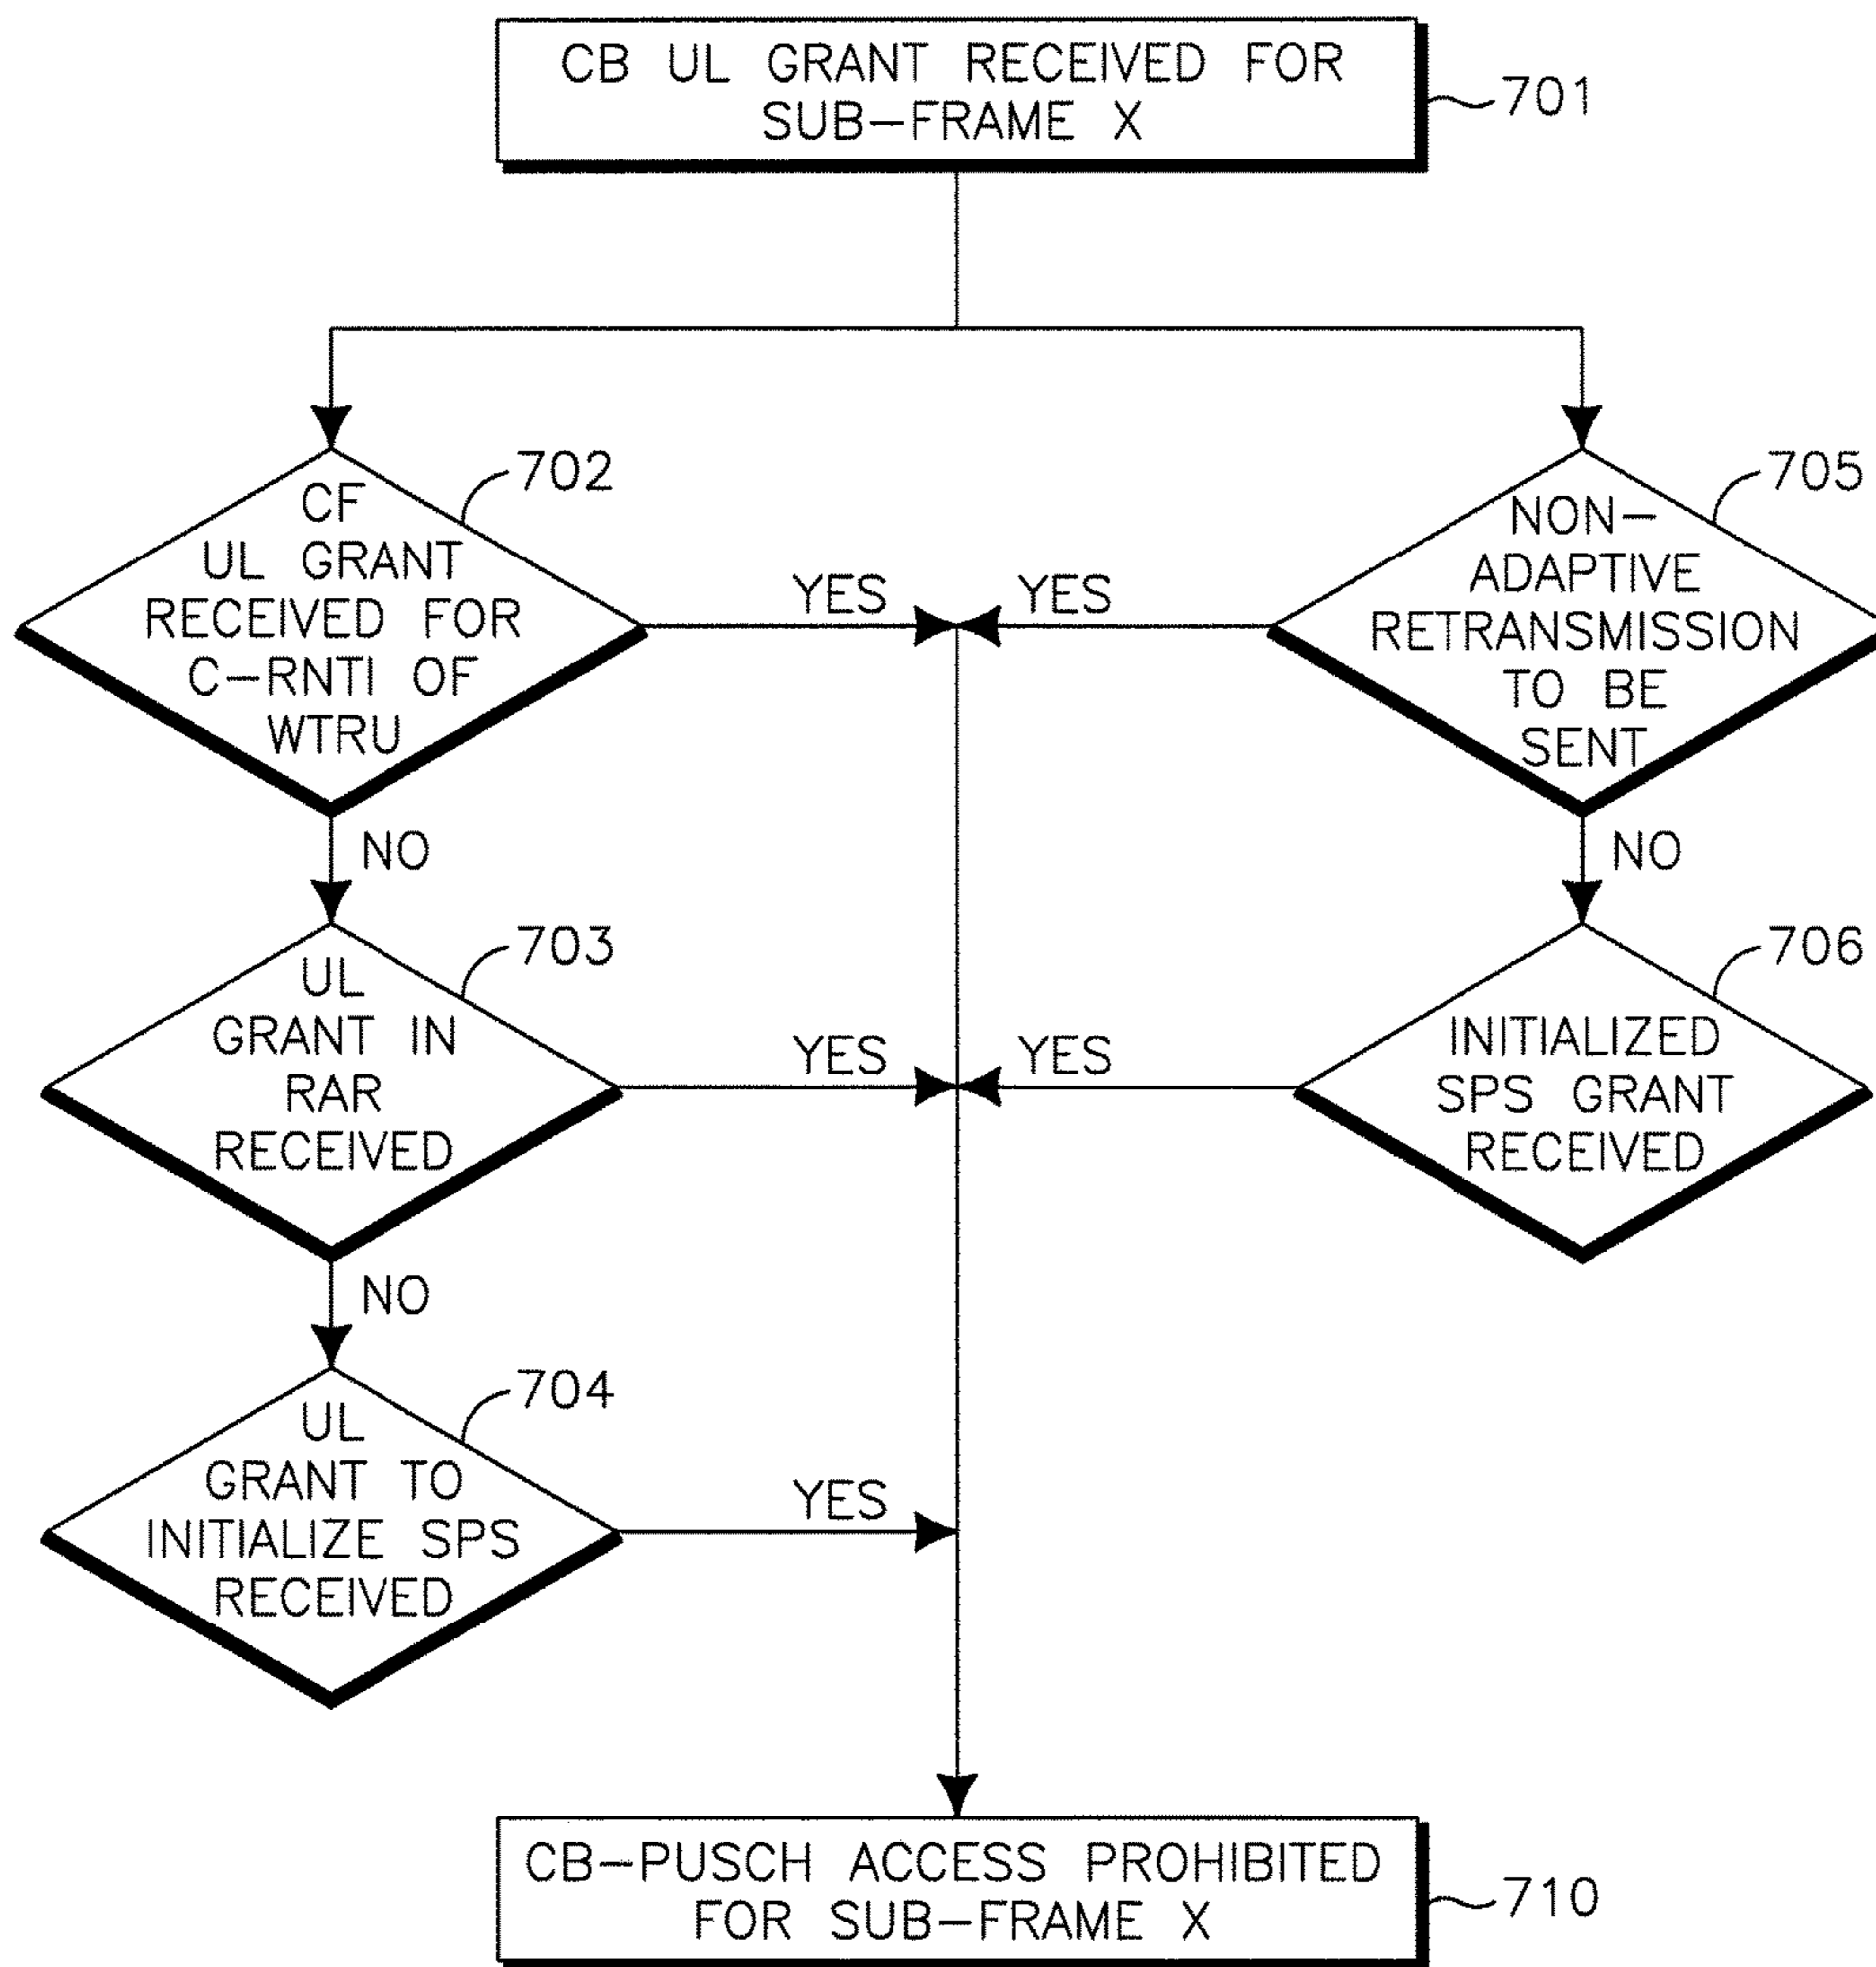 CB UL GRANT RECEIVED FOR
SUB-FRAME X
701
702
CF
UL GRANT
RECEIVED FOR
C-RNTI OF
WTRU
YES
NO
705
NON-
ADAPTIVE
RETRANSMISSION
TO BE
SENT
YES
NO
703
UL
GRANT IN
RAR
RECEIVED
YES
NO
706
INITIALIZED
SPS GRANT
RECEIVED
YES
704
UL
GRANT TO
INITIALIZE SPS
RECEIVED
YES
CB-PUSCH ACCESS PROHIBITED
FOR SUB-FRAME X
710